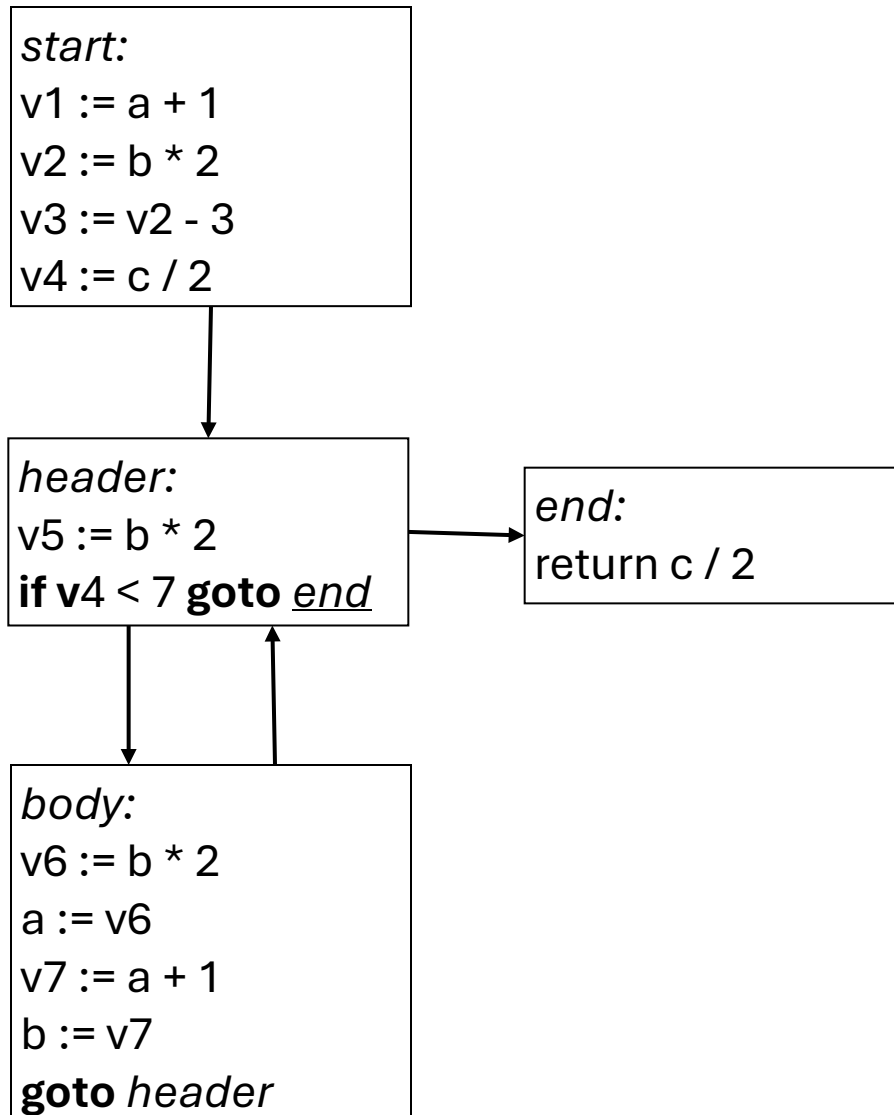 start:
v1 := a + 1
v2 := b * 2
v3 := v2 - 3
v4 := c / 2
header:
v5 := b * 2
if v4 < 7 goto end
end:
return c / 2
body:
v6 := b * 2
a := v6
v7 := a + 1
b := v7
goto header